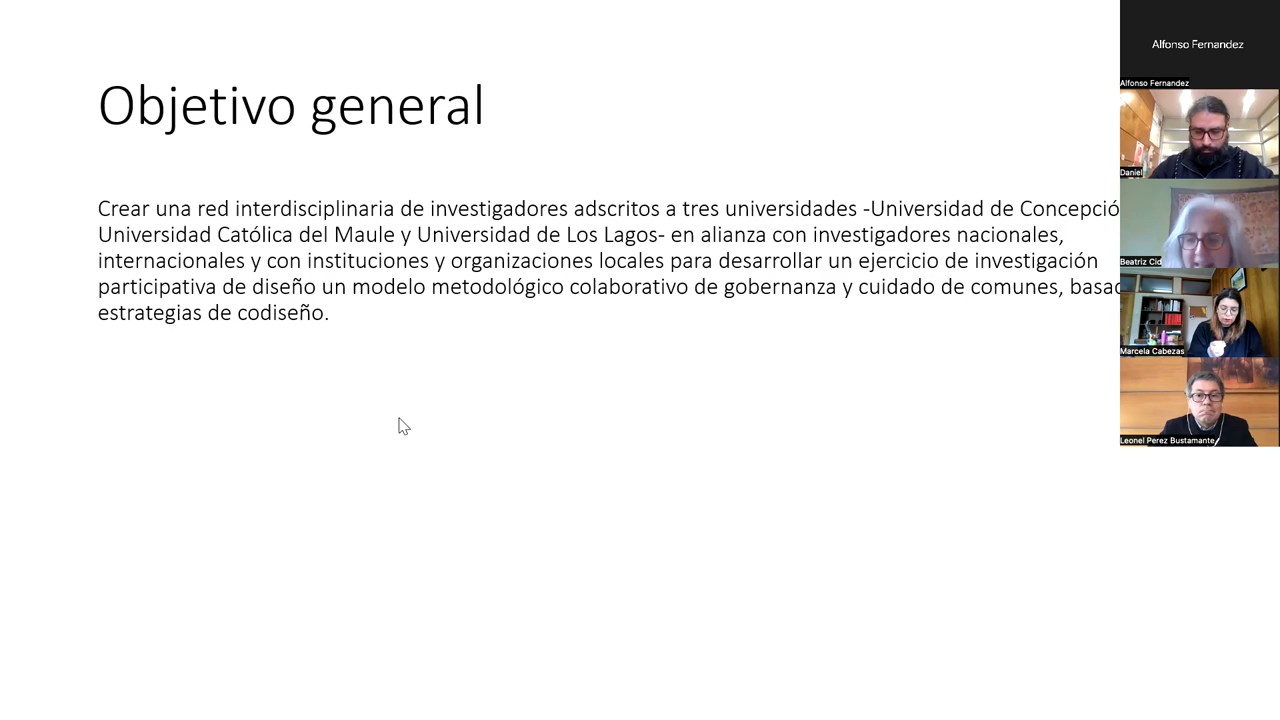 Objetivo general
Crear una red interdisciplinaria de investigadores adscritos a tres universidades -Universidad de Concepció
Universidad Católica del Maule y Universidad de Los Lagos- en alianza con investigadores nacionales,
internacionales y con instituciones y organizaciones locales para desarrollar un ejercicio de investigación
participativa de diseño un modelo metodológico colaborativo de gobernanza y cuidado de comunes, basad
estrategias de codiseño.
Alfonso Fernandez
Alfonso Fernandez
Daniel
Beatriz Cid
Marcela Cabezas
Leonel Perez Bustamante